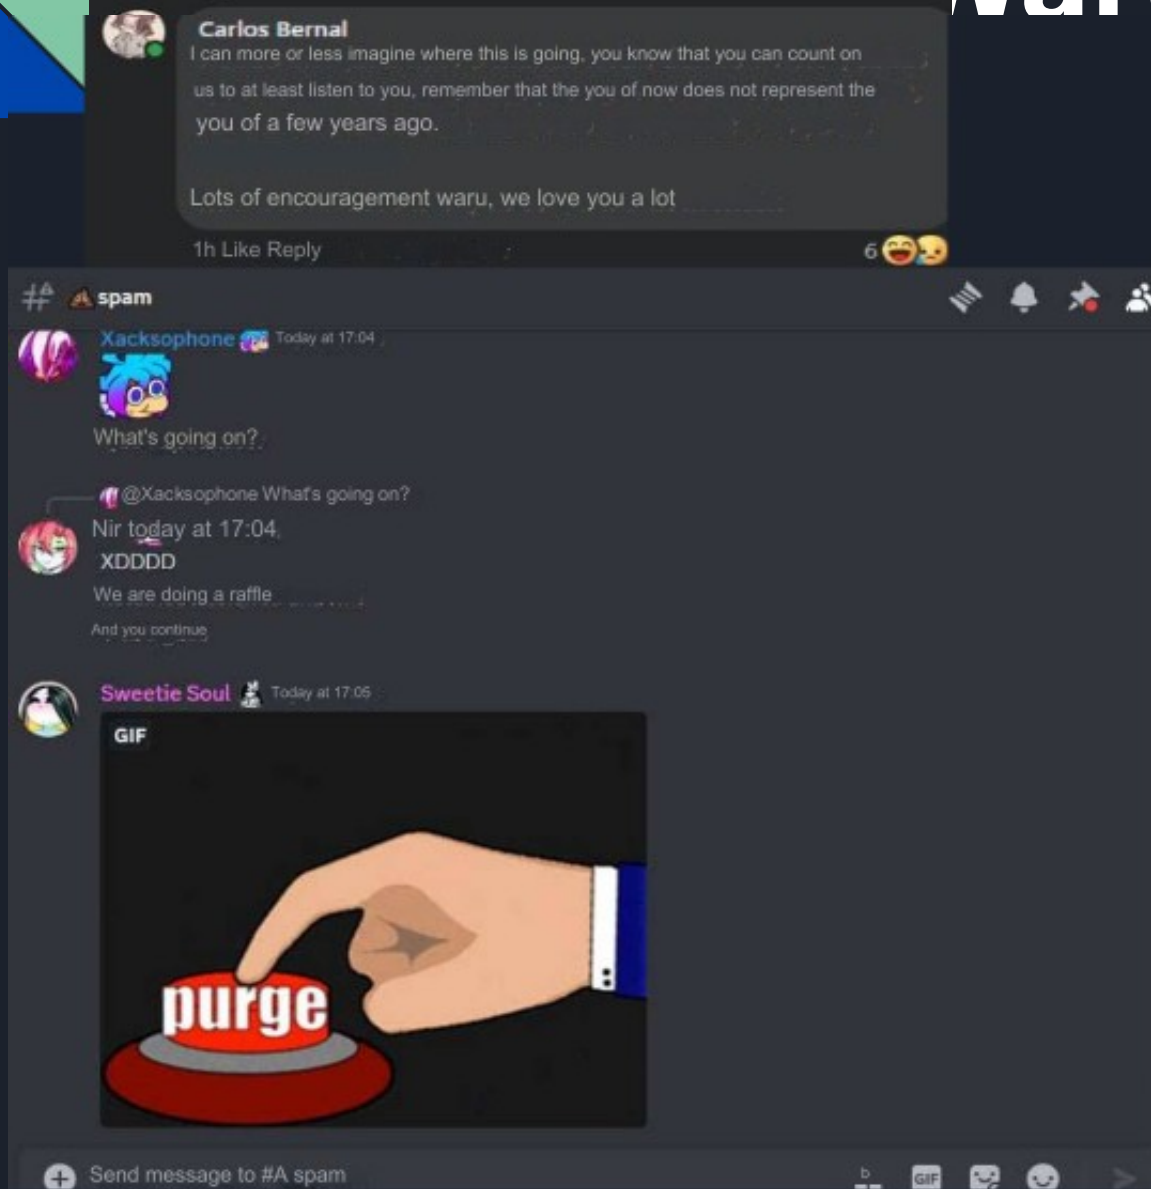 Carlos Bernal
I can more or less imagine where this is going, you know that you can count on
us to at least listen to you, remember that the you of now does not represent the
you of a few years ago.
Lots of encouragement waru, we love you a lot
1h Like Reply
6
spam
Xacksophone Today at 17:04
What's going on?
@Xacksophone What's going on?
Nir today at 17:04
XDDDD
We are doing a raffle
And you continue
Sweetie Soul Today at 17:05
GIF
purge
Send message to #A spam
GIF